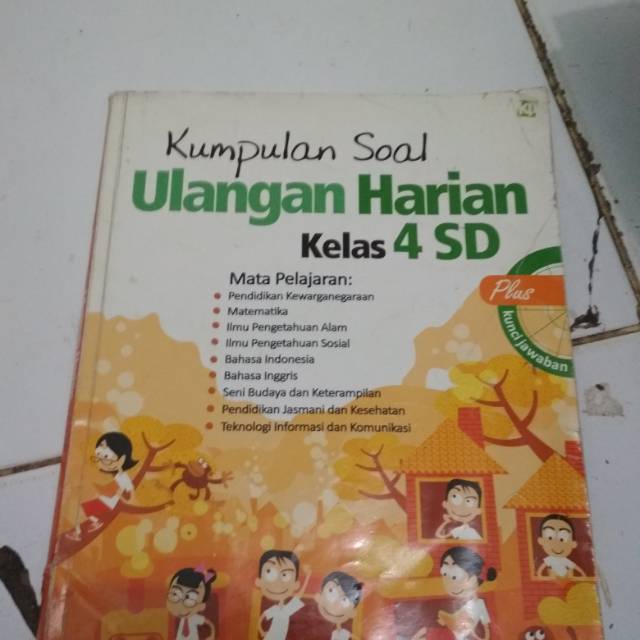 Kumpulan Soal
Ulangan Harian
Kelas 4 SD
Mata Pelajaran:
Pendidikan Kewarganegaraan
Matematika
Ilmu Pengetahuan Alam
Ilmu Pengetahuan Sosial
Bahasa Indonesia
Bahasa Inggris
Seni Budaya dan Keterampilan
Pendidikan Jasmani dan Kesehatan
Teknologi Informasi dan Komunikasi
Plus
kunci jawaban